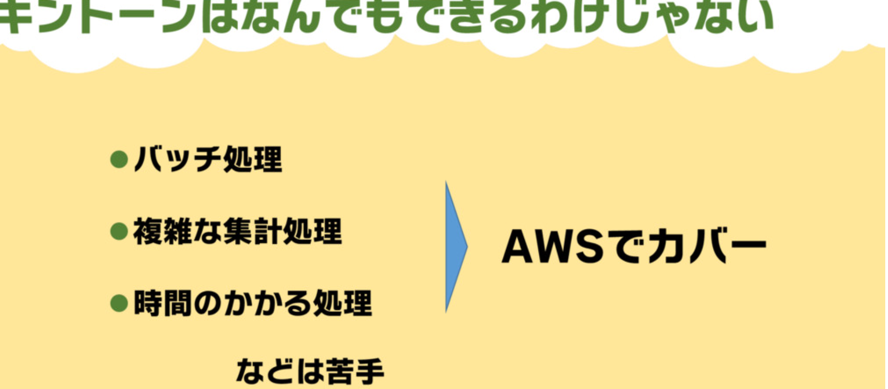 キントーンはなんでもできるわけじゃない
●バッチ処理
●複雑な集計処理
●時間のかかる処理
などは苦手
AWSでカバー